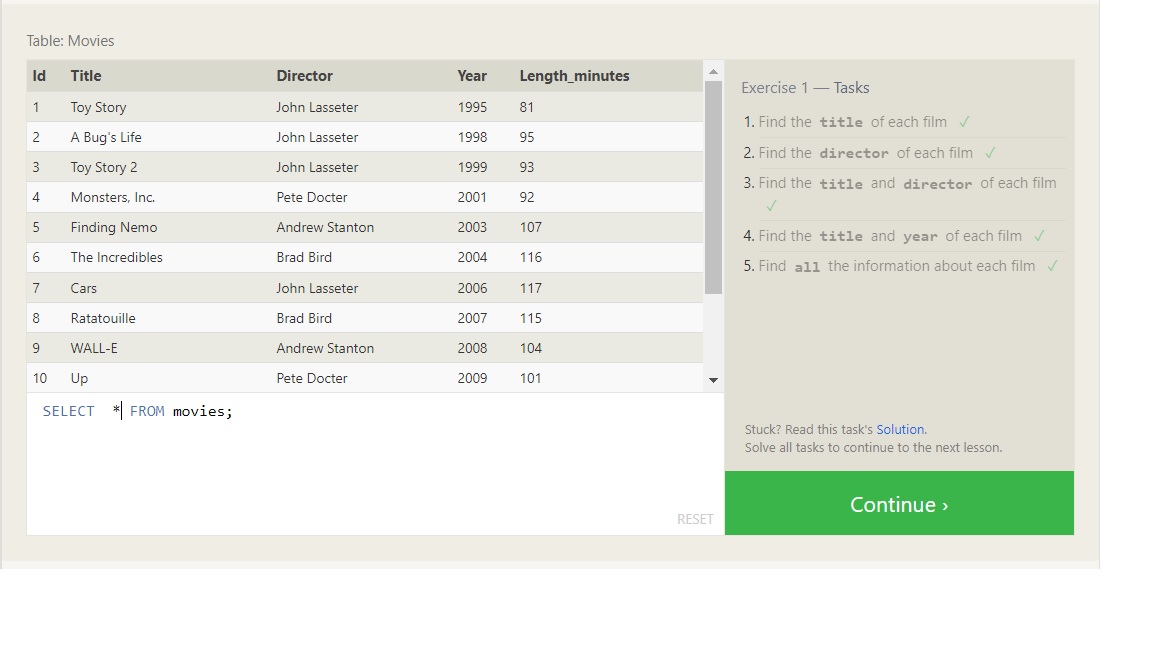 Table: Movies
Id Title Director Year Length_minutes
1 Toy Story John Lasseter 1995 81
2 A Bug's Life John Lasseter 1998 95
3 Toy Story 2 John Lasseter 1999 93
4 Monsters, Inc. Pete Docter 2001 92
5 Finding Nemo Andrew Stanton 2003 107
6 The Incredibles Brad Bird 2004 116
7 Cars John Lasseter 2006 117
8 Ratatouille Brad Bird 2007 115
9 WALL-E Andrew Stanton 2008 104
10 Up Pete Docter 2009 101
SELECT  * FROM movies;
RESET
Exercise 1 — Tasks
1. Find the title of each film ✓
2. Find the director of each film ✓
3. Find the title and director of each film
✓
4. Find the title and year of each film ✓
5. Find all the information about each film ✓
Stuck? Read this task's Solution.
Solve all tasks to continue to the next lesson.
Continue ›